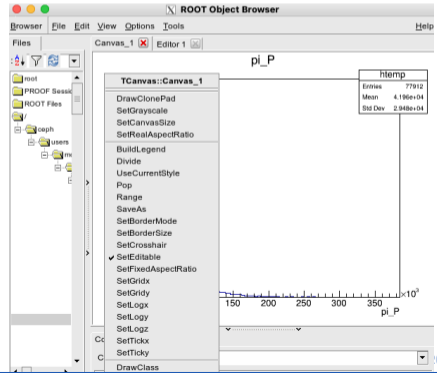 ROOT Object Browser
Browser File Edit View Options Tools Help
Files
Canvas_1 Editor 1
root
PROOF Sessi
ROOT Files
/
ceph
users
pi_P
htemp
Entries 77912
Mean 4.196e+04
Std Dev 2.948e+04
TCanvas::Canvas_1
DrawClonePad
SetGrayscale
SetCanvasSize
SetRealAspectRatio
BuildLegend
Divide
UseCurrentStyle
Pop
Range
SaveAs
SetBorderMode
SetBorderSize
SetCrosshair
SetEditable
SetFixedAspectRatio
SetGridx
SetGridy
SetLogx
SetLogy
SetLogz
SetTickx
SetTicky
DrawClass
150 200 250 300 350 ×10³
pi_P